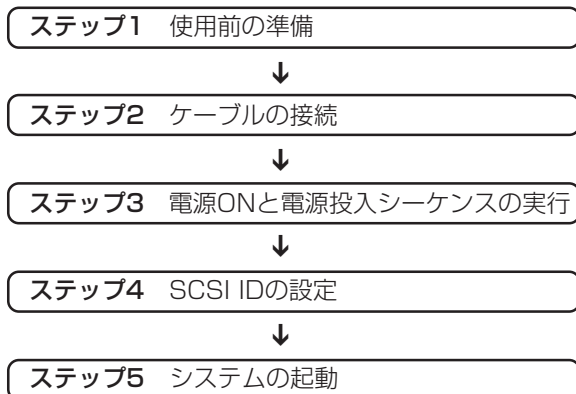 ステップ1 使用前の準備
↓
ステップ2 ケーブルの接続
↓
ステップ3 電源ONと電源投入シーケンスの実行
↓
ステップ4 SCSI IDの設定
↓
ステップ5 システムの起動